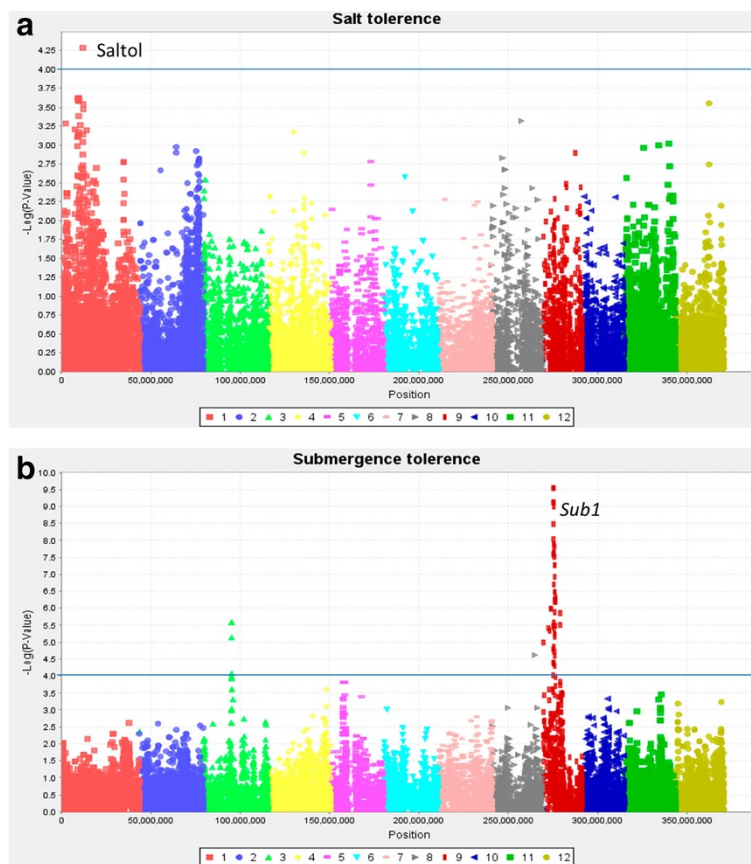 a
Salt tolerence
Saltol
4.25
4.00
3.75
3.50
3.25
3.00
2.75
2.50
2.25
2.00
1.75
1.50
1.25
1.00
0.75
0.50
0.25
0.00
-Log(P-Value)
0 50,000,000 100,000,000 150,000,000 200,000,000 250,000,000 300,000,000 350,000,000
Position
1 2 3 4 5 6 7 8 9 10 11 12
b
Submergence tolerence
Sub1
10.0
9.5
9.0
8.5
8.0
7.5
7.0
6.5
6.0
5.5
5.0
4.5
4.0
3.5
3.0
2.5
2.0
1.5
1.0
0.5
0.0
-Log(P-Value)
0 50,000,000 100,000,000 150,000,000 200,000,000 250,000,000 300,000,000 350,000,000
Position
1 2 3 4 5 6 7 8 9 10 11 12